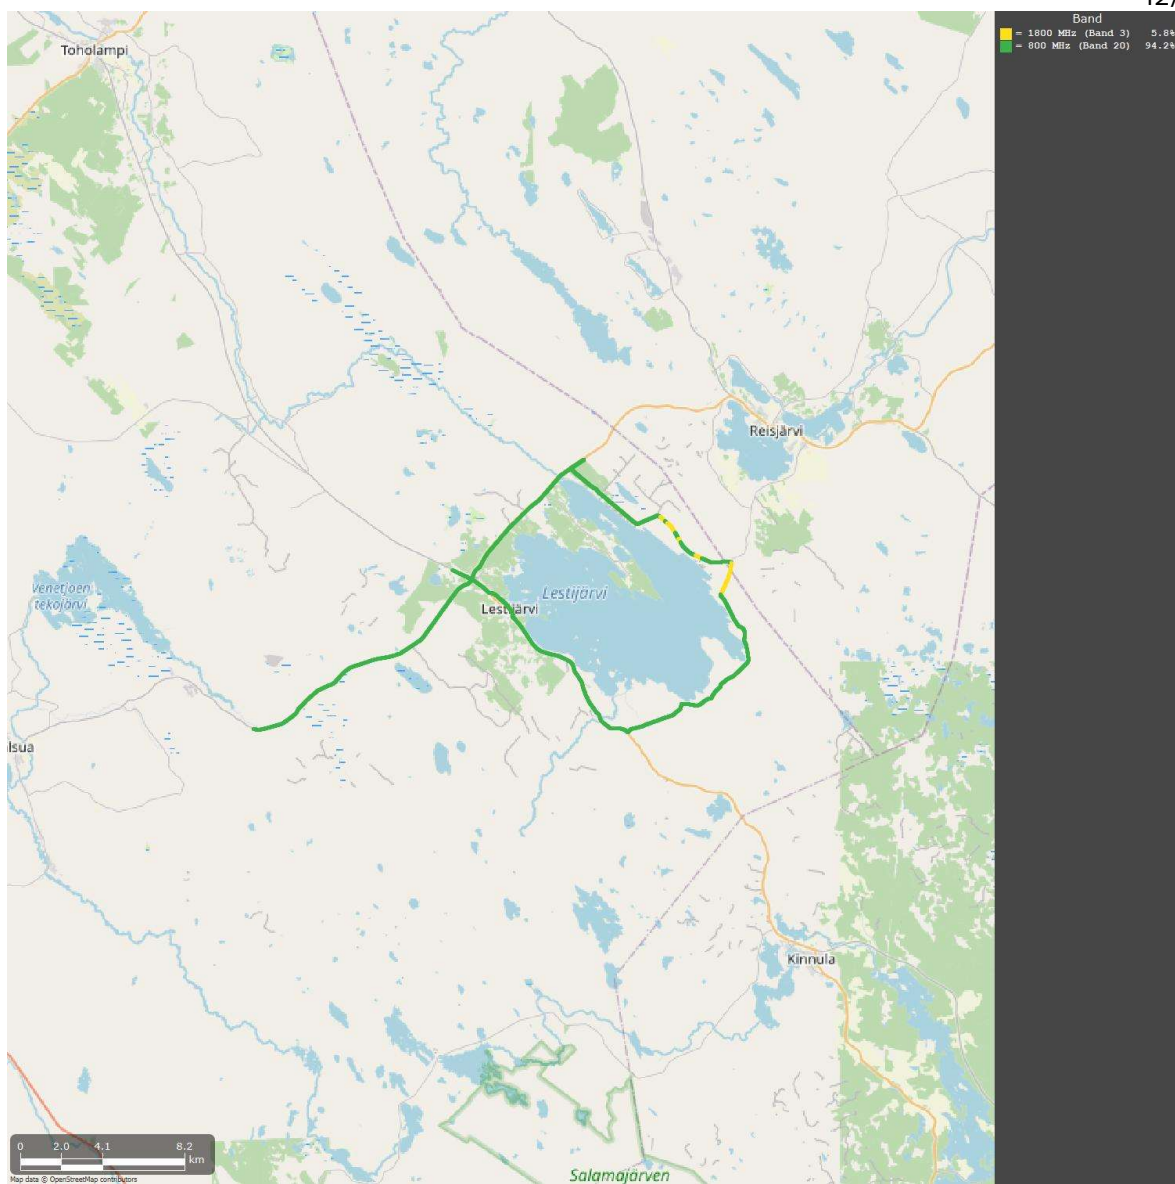 Band
= 1800 MHz (Band 3) 5.8%
= 800 MHz (Band 20) 94.2%
Toholampi
Reisjärvi
Venetjoen
tekojärvi
Lestijärvi
Lestijärvi
lsua
Kinnula
0 2.0 4.1 8.2
km
Map data © OpenStreetMap contributors
Salamajärven